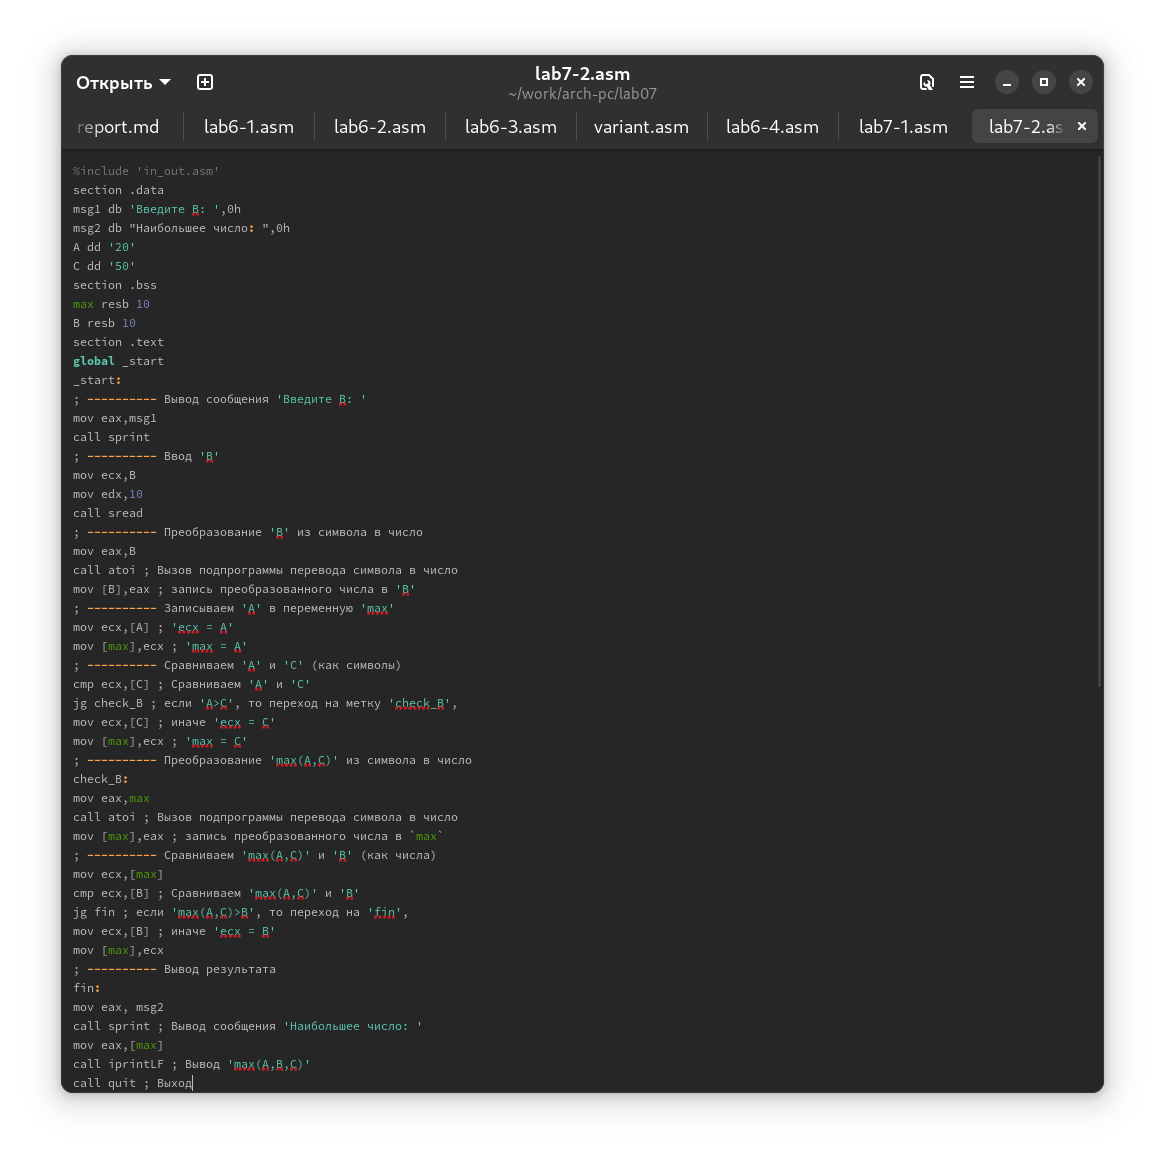 Открыть
lab7-2.asm
~/work/arch-pc/lab07
report.md
lab6-1.asm
lab6-2.asm
lab6-3.asm
variant.asm
lab6-4.asm
lab7-1.asm
lab7-2.as
%include 'in_out.asm'
section .data
msg1 db 'Введите B: ',0h
msg2 db "Наибольшее число: ",0h
A dd '20'
C dd '50'
section .bss
max resb 10
B resb 10
section .text
global _start
_start:
; ---------- Вывод сообщения 'Введите B: '
mov eax,msg1
call sprint
; ---------- Ввод 'B'
mov ecx,B
mov edx,10
call sread
; ---------- Преобразование 'B' из символа в число
mov eax,B
call atoi ; Вызов подпрограммы перевода символа в число
mov [B],eax ; запись преобразованного числа в 'B'
; ---------- Записываем 'A' в переменную 'max'
mov ecx,[A] ; 'ecx = A'
mov [max],ecx ; 'max = A'
; ---------- Сравниваем 'A' и 'C' (как символы)
cmp ecx,[C] ; Сравниваем 'A' и 'C'
jg check_B ; если 'A>C', то переход на метку 'check_B',
mov ecx,[C] ; иначе 'ecx = C'
mov [max],ecx ; 'max = C'
; ---------- Преобразование 'max(A,C)' из символа в число
check_B:
mov eax,max
call atoi ; Вызов подпрограммы перевода символа в число
mov [max],eax ; запись преобразованного числа в `max`
; ---------- Сравниваем 'max(A,C)' и 'B' (как числа)
mov ecx,[max]
cmp ecx,[B] ; Сравниваем 'max(A,C)' и 'B'
jg fin ; если 'max(A,C)>B', то переход на 'fin',
mov ecx,[B] ; иначе 'ecx = B'
mov [max],ecx
; ---------- Вывод результата
fin:
mov eax, msg2
call sprint ; Вывод сообщения 'Наибольшее число: '
mov eax,[max]
call iprintLF ; Вывод 'max(A,B,C)'
call quit ; Выход